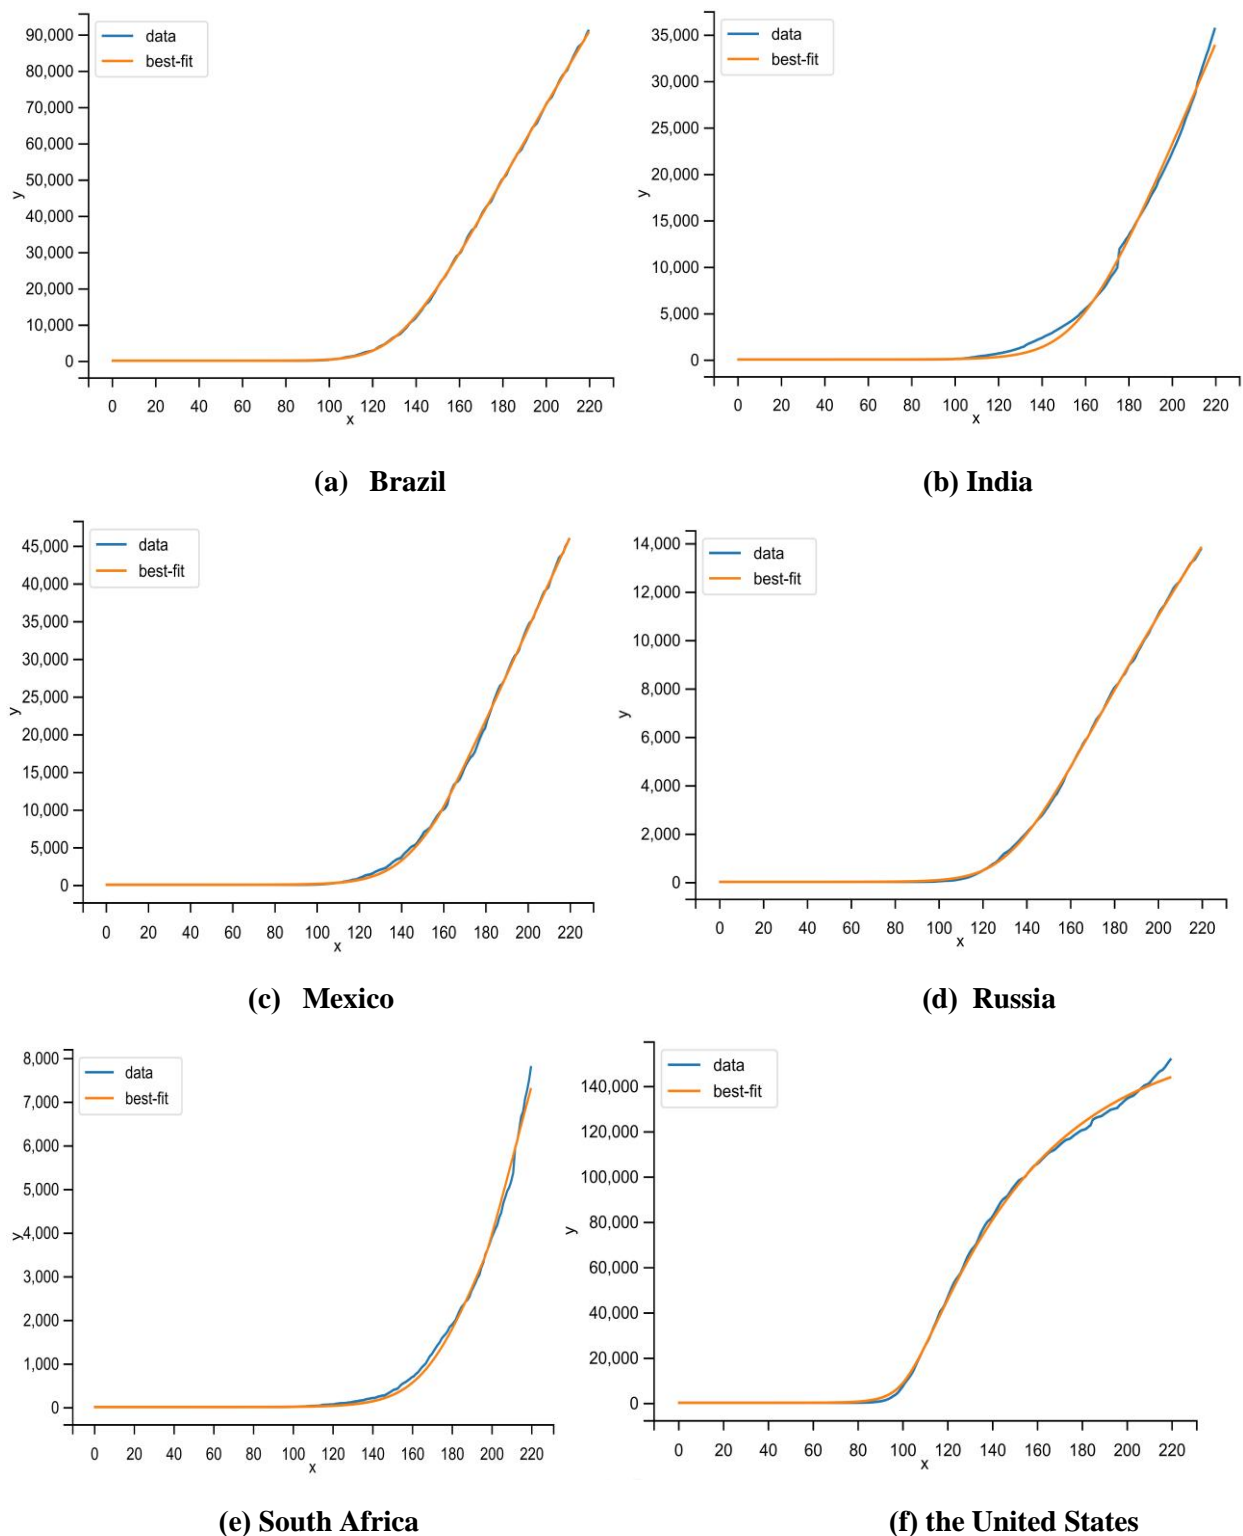 data
best-fit
90,000
80,000
70,000
60,000
50,000
40,000
30,000
20,000
10,000
0
y
0 20 40 60 80 100 120 140 160 180 200 220
x
(a) Brazil
data
best-fit
35,000
30,000
25,000
20,000
15,000
10,000
5,000
0
y
0 20 40 60 80 100 120 140 160 180 200 220
x
(b) India
data
best-fit
45,000
40,000
35,000
30,000
25,000
20,000
15,000
10,000
5,000
0
y
0 20 40 60 80 100 120 140 160 180 200 220
x
(c) Mexico
data
best-fit
14,000
12,000
10,000
8,000
6,000
4,000
2,000
0
y
0 20 40 60 80 100 120 140 160 180 200 220
x
(d) Russia
data
best-fit
8,000
7,000
6,000
5,000
4,000
3,000
2,000
1,000
0
y
0 20 40 60 80 100 120 140 160 180 200 220
x
(e) South Africa
data
best-fit
140,000
120,000
100,000
80,000
60,000
40,000
20,000
0
y
0 20 40 60 80 100 120 140 160 180 200 220
x
(f) the United States